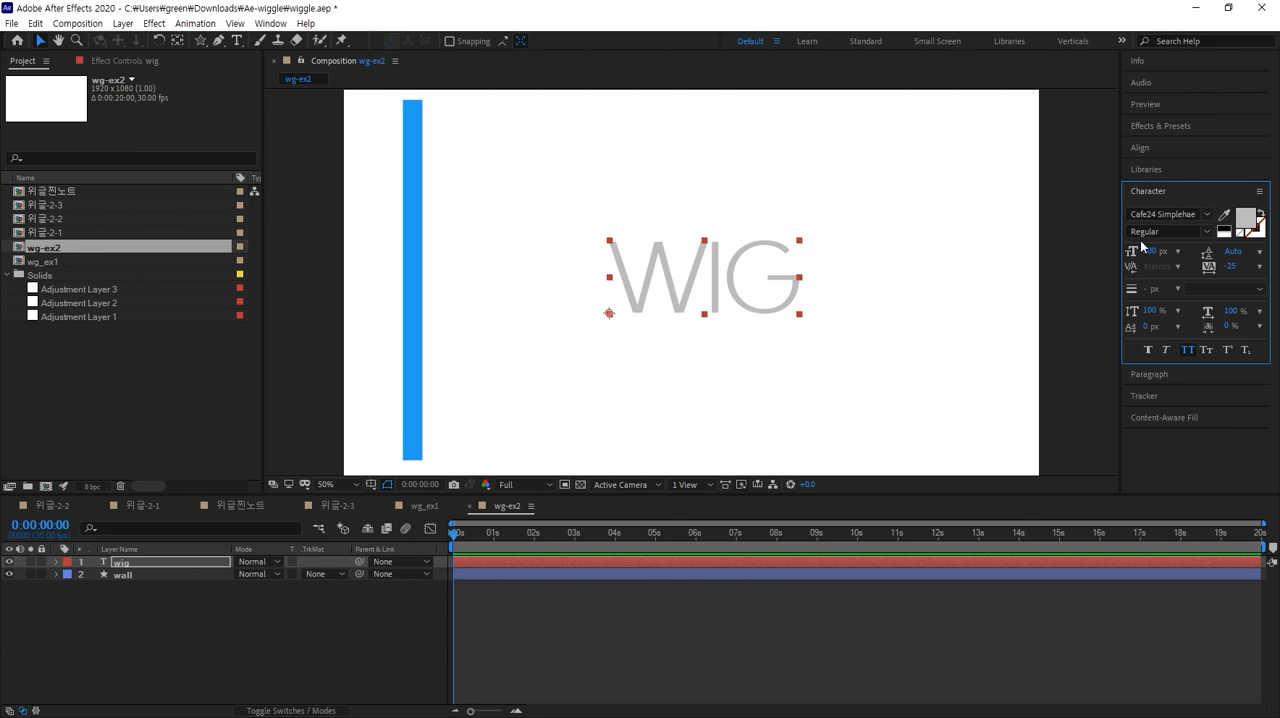 Adobe After Effects 2020 - C:₩Users₩green₩Downloads₩Ae-wiggle₩wiggle.aep *
File Edit Composition Layer Effect Animation View Window Help
Snapping Default Learn Standard Small Screen Libraries Verticals Search Help
Project Effect Controls wig Composition wg-ex2 Info
wg-ex2
1920 x 1080 (1.00)
Δ 0:00:20:00, 30.00 fps
wg-ex2
Audio
Preview
Effects & Presets
Align
Libraries
Name
위글찐노트
위글-2-3
위글-2-2
위글-2-1
wg-ex2
wg_ex1
Solids
Adjustment Layer 3
Adjustment Layer 2
Adjustment Layer 1
WIG
Character
Cafe24 Simplehae
Regular
px Auto
Metrics -25
- px
100 % 100 %
0 px 0 %
T T TT Tт T¹ T₁
Paragraph
Tracker
Content-Aware Fill
8 bpc 50% 0:00:00:00 Full Active Camera 1 View +0.0
위글-2-2 위글-2-1 위글찐노트 위글-2-3 wg_ex1 wg-ex2
0:00:00:00
00000 (30.00 fps)
# Layer Name Mode T .TrkMat Parent & Link
01s 02s 03s 04s 05s 06s 07s 08s 09s 10s 11s 12s 13s 14s 15s 16s 17s 18s 19s 20s
1 T wig Normal None
2 wall Normal None None
Toggle Switches / Modes